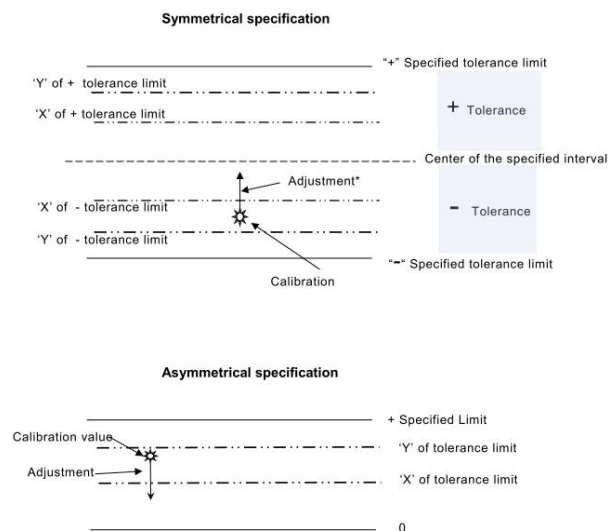 Symmetrical specification
“+” Specified tolerance limit
‘Y’ of + tolerance limit
‘X’ of + tolerance limit
+ Tolerance
Center of the specified interval
Adjustment*
‘X’ of - tolerance limit
- Tolerance
‘Y’ of - tolerance limit
“-“ Specified tolerance limit
Calibration
Asymmetrical specification
+ Specified Limit
Calibration value
‘Y’ of tolerance limit
Adjustment
‘X’ of tolerance limit
0